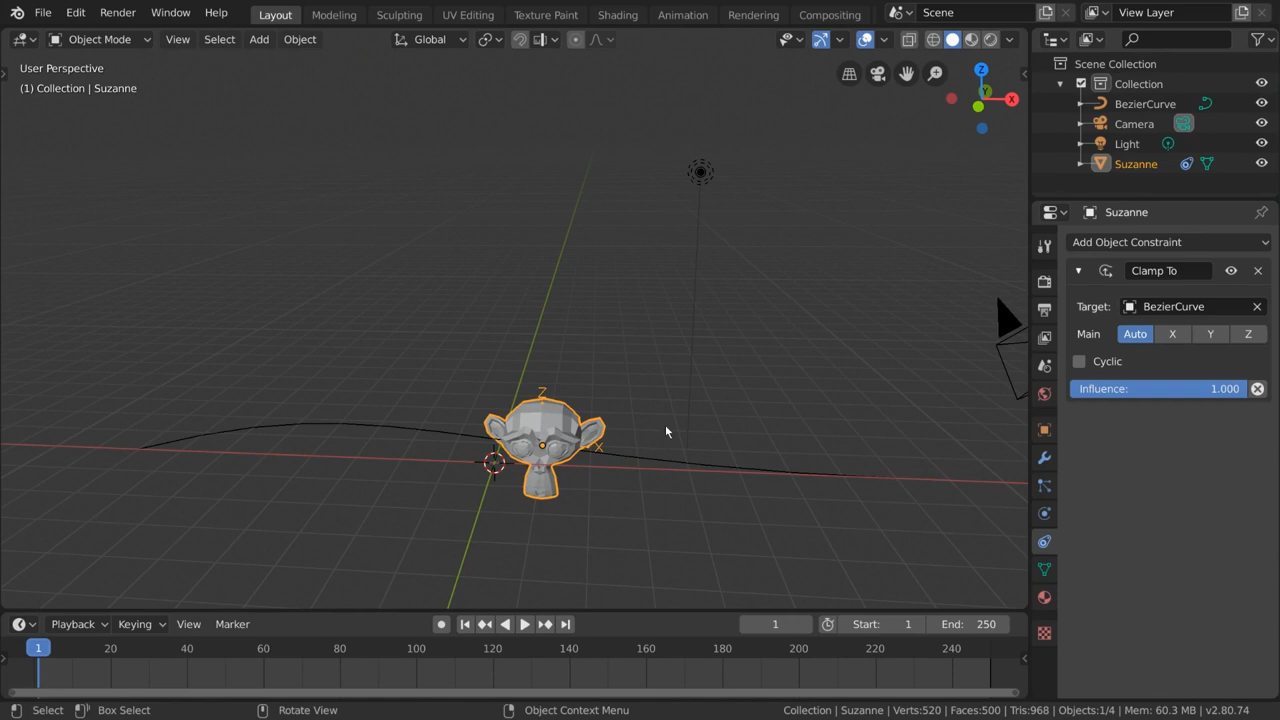 File Edit Render Window Help Layout Modeling Sculpting UV Editing Texture Paint Shading Animation Rendering Compositing Scene View Layer
Object Mode View Select Add Object Global
User Perspective
(1) Collection | Suzanne
Z
X
Z
Y
X
Scene Collection
Collection
BezierCurve
Camera
Light
Suzanne
Suzanne
Add Object Constraint
Clamp To
Target: BezierCurve
Main Auto X Y Z
Cyclic
Influence: 1.000
Playback Keying View Marker 1 Start: 1 End: 250
1 20 40 60 80 100 120 140 160 180 200 220 240
Select Box Select Rotate View Object Context Menu Collection | Suzanne | Verts:520 | Faces:500 | Tris:968 | Objects:1/4 | Mem: 60.3 MB | v2.80.74